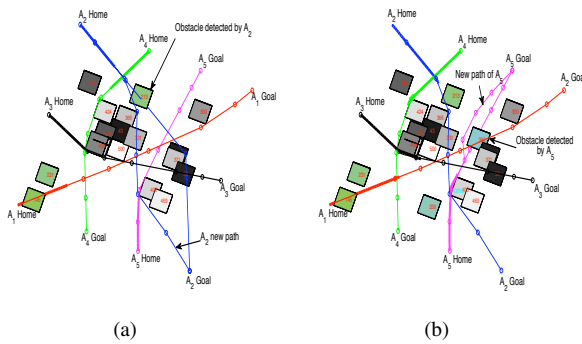 A2 Home
Obstacle detected by A2
A4 Home
A5 Goal
A1 Goal
A3 Home
A3 Goal
A1 Home
A4 Goal
A5 Home
A2 new path
A2 Goal
(a)
A2 Home
A4 Home
A5 Goal
New path of A5
A2 Goal
A3 Home
Obstacle detected
by A5
A3 Goal
A1 Home
A4 Goal
A5 Home
A2 Goal
(b)